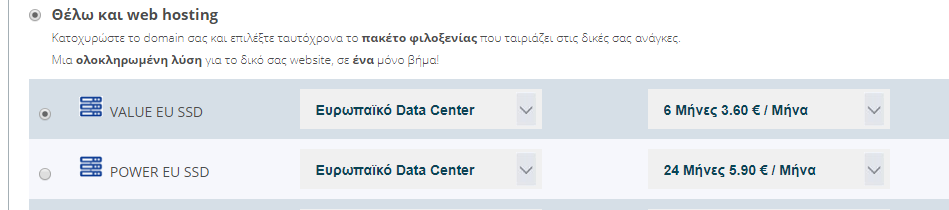 Θέλω και web hosting
Κατοχυρώστε το domain σας και επιλέξτε ταυτόχρονα το πακέτο φιλοξενίας που ταιριάζει στις δικές σας ανάγκες.
Μια ολοκληρωμένη λύση για το δικό σας website, σε ένα μόνο βήμα!
VALUE EU SSD Ευρωπαϊκό Data Center 6 Μήνες 3.60 € / Μήνα
POWER EU SSD Ευρωπαϊκό Data Center 24 Μήνες 5.90 € / Μήνα